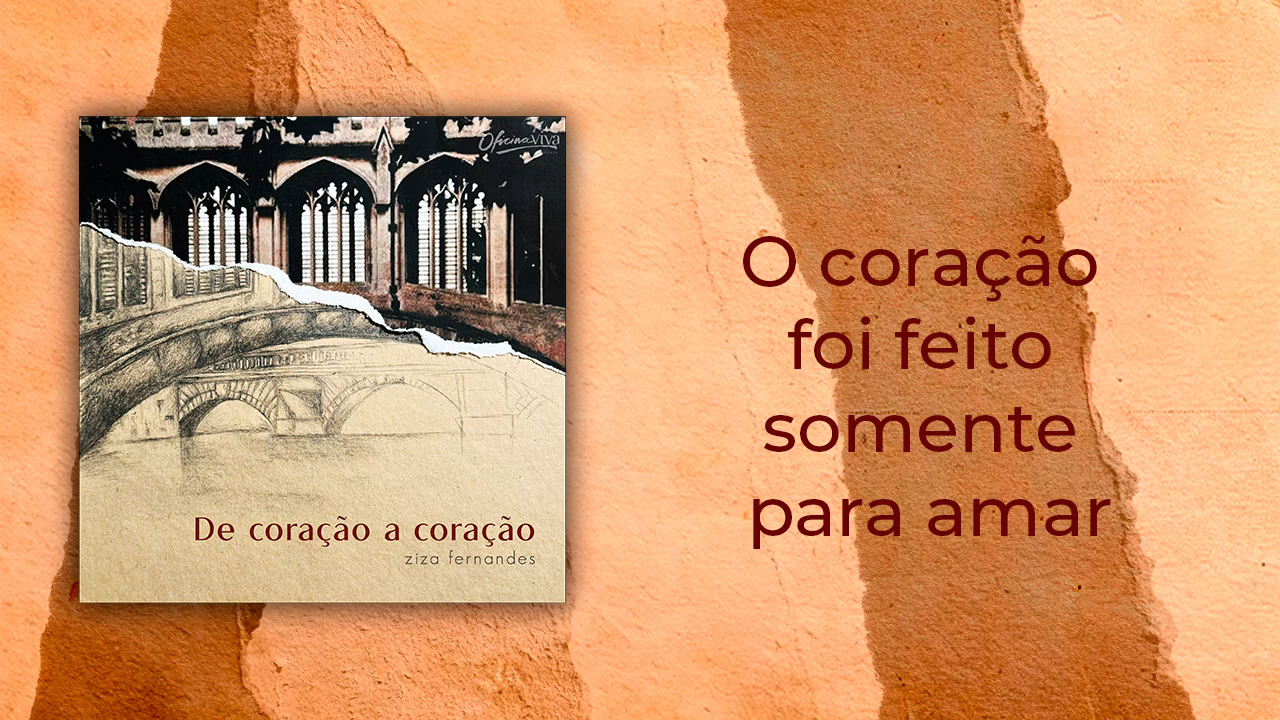 Oficina viva
De coração a coração
ziza fernandes
O coração
foi feito
somente
para amar